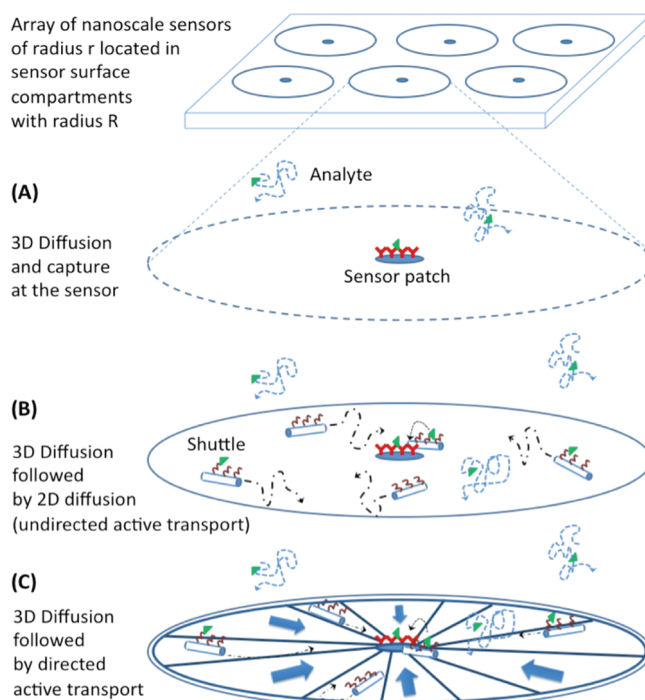 Array of nanoscale sensors
of radius r located in
sensor surface
compartments
with radius R
(A)
Analyte
3D Diffusion
and capture
at the sensor
Sensor patch
(B)
Shuttle
3D Diffusion
followed
by 2D diffusion
(undirected active transport)
(C)
3D Diffusion
followed
by directed
active transport